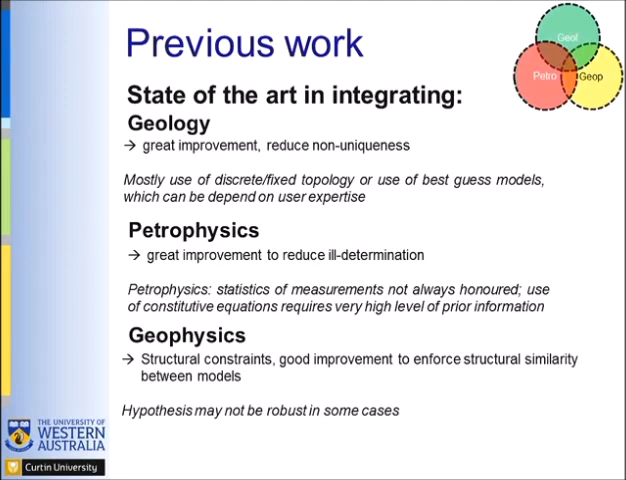 Previous work
Geol
Petro
Geop
State of the art in integrating:
Geology
→ great improvement, reduce non-uniqueness
Mostly use of discrete/fixed topology or use of best guess models,
which can be depend on user expertise
Petrophysics
→ great improvement to reduce ill-determination
Petrophysics: statistics of measurements not always honoured; use
of constitutive equations requires very high level of prior information
Geophysics
→ Structural constraints, good improvement to enforce structural similarity
between models
Hypothesis may not be robust in some cases
THE UNIVERSITY OF
WESTERN
AUSTRALIA
Curtin University